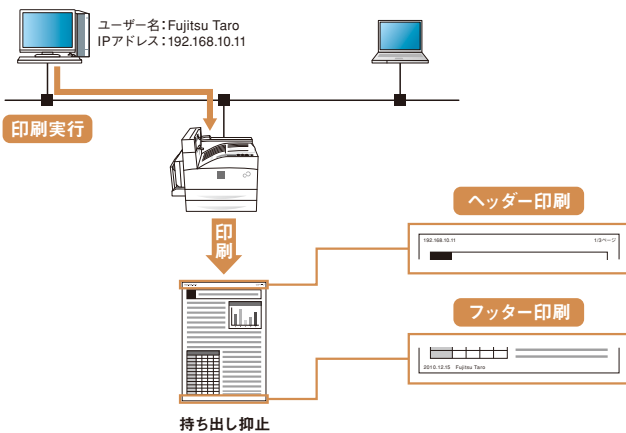 ユーザー名：Fujitsu Taro
IPアドレス：192.168.10.11
印刷実行
印刷
ヘッダー印刷
192.168.10.11 1/3ページ
フッター印刷
2010.12.15 Fujitsu Taro
持ち出し抑止